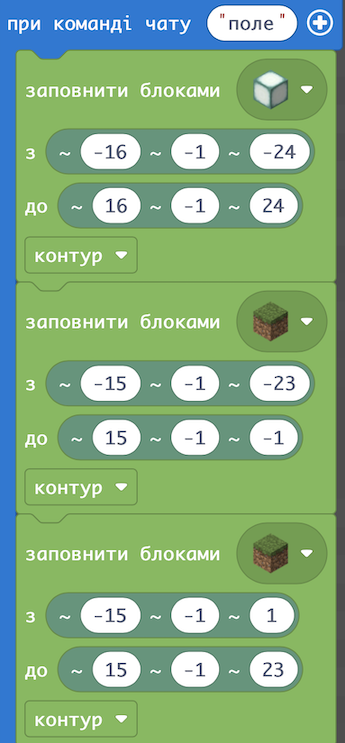 при команді чату "поле"
заповнити блоками
з ~ -16 ~ -1 ~ -24
до ~ 16 ~ -1 ~ 24
контур
заповнити блоками
з ~ -15 ~ -1 ~ -23
до ~ 15 ~ -1 ~ -1
контур
заповнити блоками
з ~ -15 ~ -1 ~ 1
до ~ 15 ~ -1 ~ 23
контур